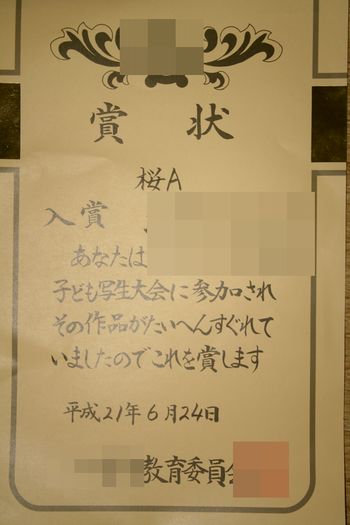 賞 状
桜A
入賞
あなたは
子ども写生大会に参加され
その作品がたいへんすぐれて
いましたのでこれを賞します
平成21年6月24日
教育委員会